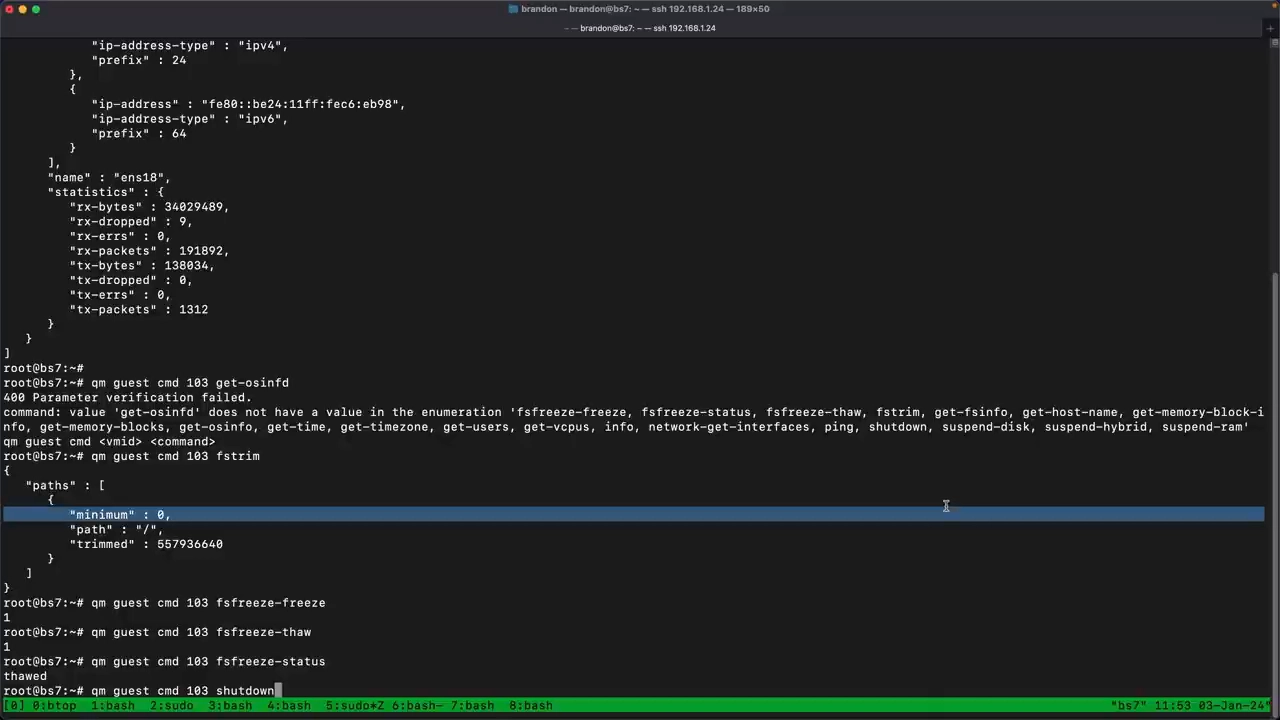 brandon — brandon@bs7: ~ — ssh 192.168.1.24 — 189×50
~ — brandon@bs7: ~ — ssh 192.168.1.24
"ip-address-type" : "ipv4",
"prefix" : 24
},
{
"ip-address" : "fe80::be24:11ff:fec6:eb98",
"ip-address-type" : "ipv6",
"prefix" : 64
}
],
"name" : "ens18",
"statistics" : {
"rx-bytes" : 34029489,
"rx-dropped" : 9,
"rx-errs" : 0,
"rx-packets" : 191892,
"tx-bytes" : 138034,
"tx-dropped" : 0,
"tx-errs" : 0,
"tx-packets" : 1312
}
}
]
root@bs7:~#
root@bs7:~# qm guest cmd 103 get-osinfd
400 Parameter verification failed.
command: value 'get-osinfd' does not have a value in the enumeration 'fsfreeze-freeze, fsfreeze-status, fsfreeze-thaw, fstrim, get-fsinfo, get-host-name, get-memory-block-i
nfo, get-memory-blocks, get-osinfo, get-time, get-timezone, get-users, get-vcpus, info, network-get-interfaces, ping, shutdown, suspend-disk, suspend-hybrid, suspend-ram'
qm guest cmd <vmid> <command>
root@bs7:~# qm guest cmd 103 fstrim
{
"paths" : [
{
"minimum" : 0,
"path" : "/",
"trimmed" : 557936640
}
]
}
root@bs7:~# qm guest cmd 103 fsfreeze-freeze
1
root@bs7:~# qm guest cmd 103 fsfreeze-thaw
1
root@bs7:~# qm guest cmd 103 fsfreeze-status
thawed
root@bs7:~# qm guest cmd 103 shutdown
[0] 0:btop 1:bash 2:sudo 3:bash 4:bash 5:sudo*Z 6:bash- 7:bash 8:bash "bs7" 11:53 03-Jan-24